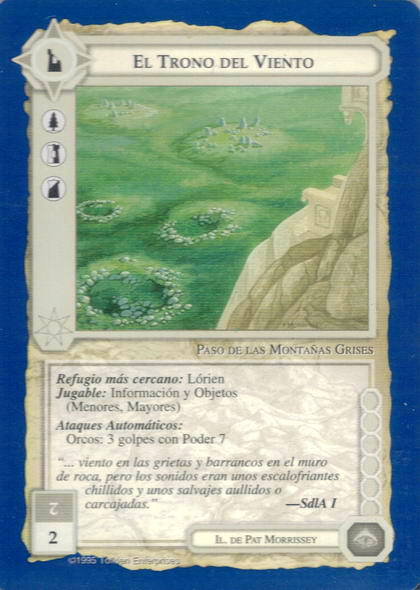 EL TRONO DEL VIENTO
PASO DE LAS MONTAÑAS GRISES
Refugio más cercano: Lórien
Jugable: Información y Objetos
(Menores, Mayores)
Ataques Automáticos:
Orcos: 3 golpes con Poder 7
"... viento en las grietas y barrancos en el muro
de roca, pero los sonidos eran unos escalofriantes
chillidos y unos salvajes aullidos o
carcajadas."
—SdlA I
2
2
IL. DE PAT MORRISSEY
©1995 Tolkien Enterprises